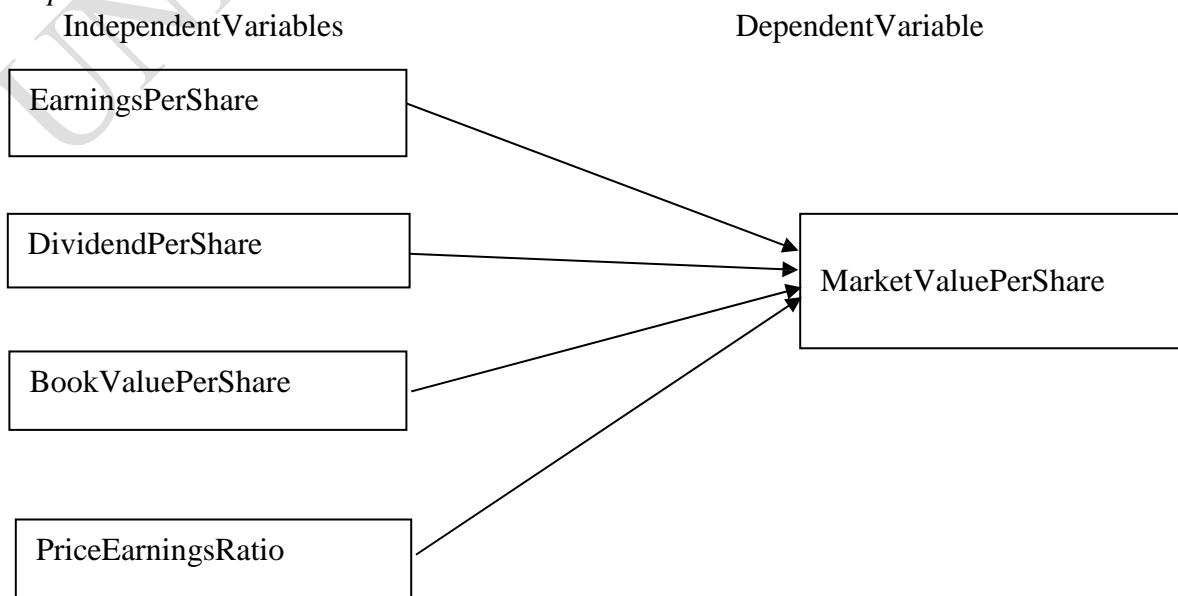 IndependentVariables DependentVariable
EarningsPerShare
DividendPerShare
MarketValuePerShare
BookValuePerShare
PriceEarningsRatio